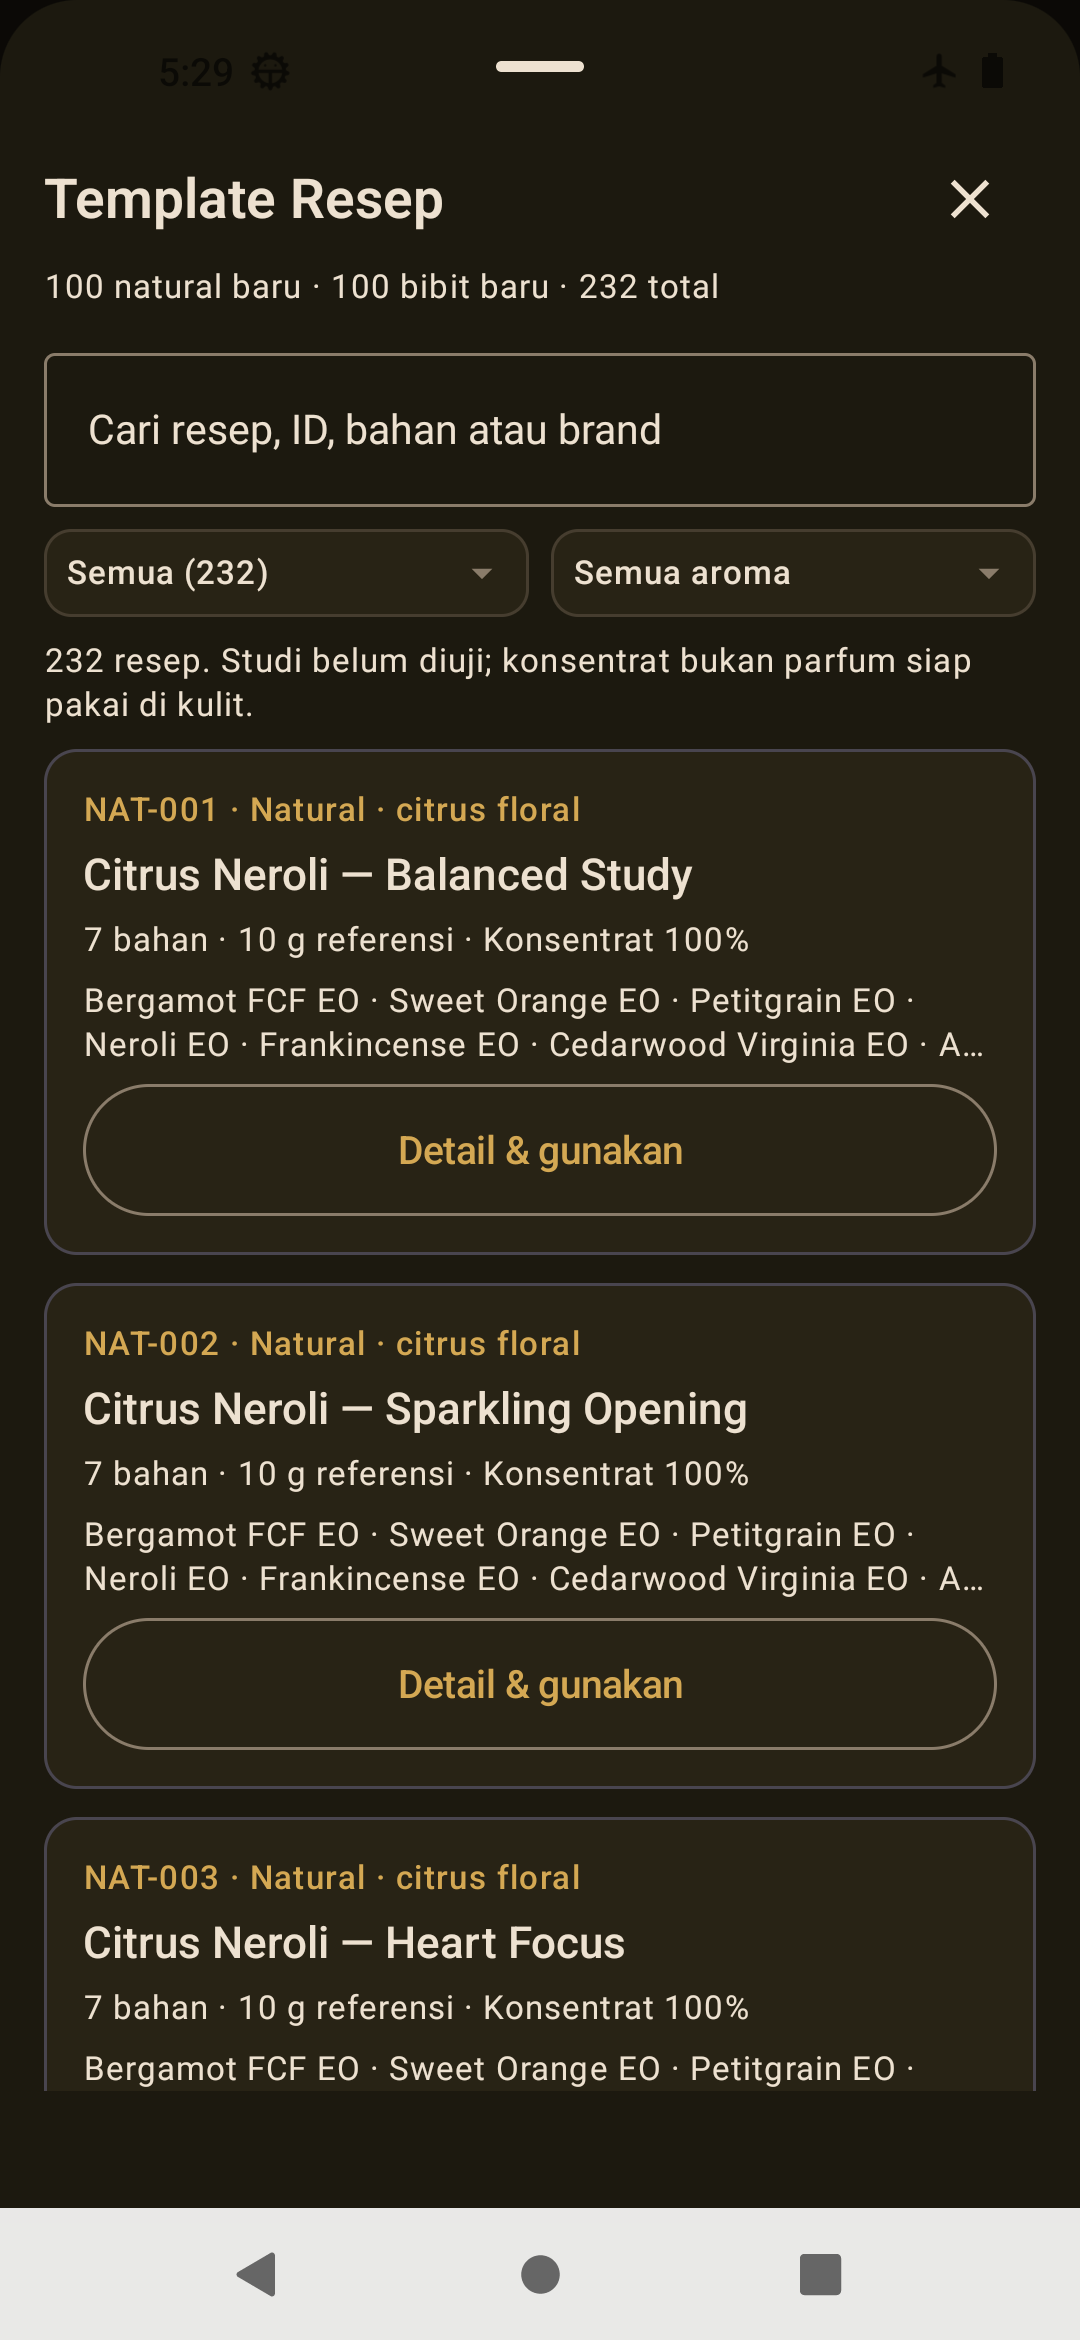 5:29
Template Resep
100 natural baru · 100 bibit baru · 232 total
Cari resep, ID, bahan atau brand
Semua (232)
Semua aroma
232 resep. Studi belum diuji; konsentrat bukan parfum siap
pakai di kulit.
NAT-001 · Natural · citrus floral
Citrus Neroli — Balanced Study
7 bahan · 10 g referensi · Konsentrat 100%
Bergamot FCF EO · Sweet Orange EO · Petitgrain EO ·
Neroli EO · Frankincense EO · Cedarwood Virginia EO · A...
Detail & gunakan
NAT-002 · Natural · citrus floral
Citrus Neroli — Sparkling Opening
7 bahan · 10 g referensi · Konsentrat 100%
Bergamot FCF EO · Sweet Orange EO · Petitgrain EO ·
Neroli EO · Frankincense EO · Cedarwood Virginia EO · A...
Detail & gunakan
NAT-003 · Natural · citrus floral
Citrus Neroli — Heart Focus
7 bahan · 10 g referensi · Konsentrat 100%
Bergamot FCF EO · Sweet Orange EO · Petitgrain EO ·